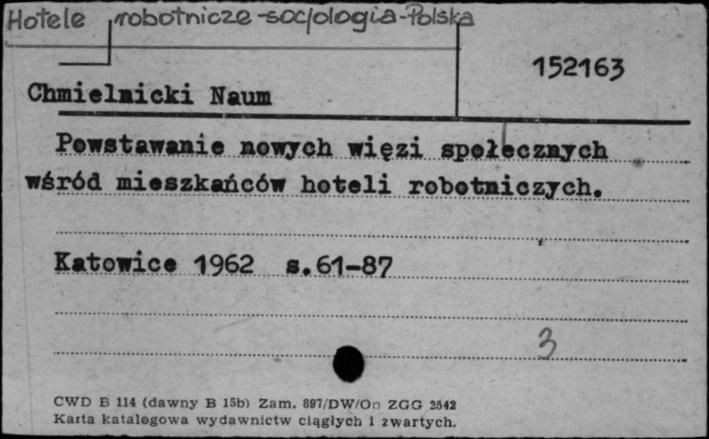 Hotele robotnicze-socjologia-Polska
152163
Chmielnicki Naum
Powstawanie nowych więzi społecznych
wśród mieszkańców hoteli robotniczych.
Katowice 1962 s.61-87
3
CWD B 114 (dawny B 15b) Zam. 897/DW/On ZGG 2542
Karta katalogowa wydawnictw ciągłych i zwartych.